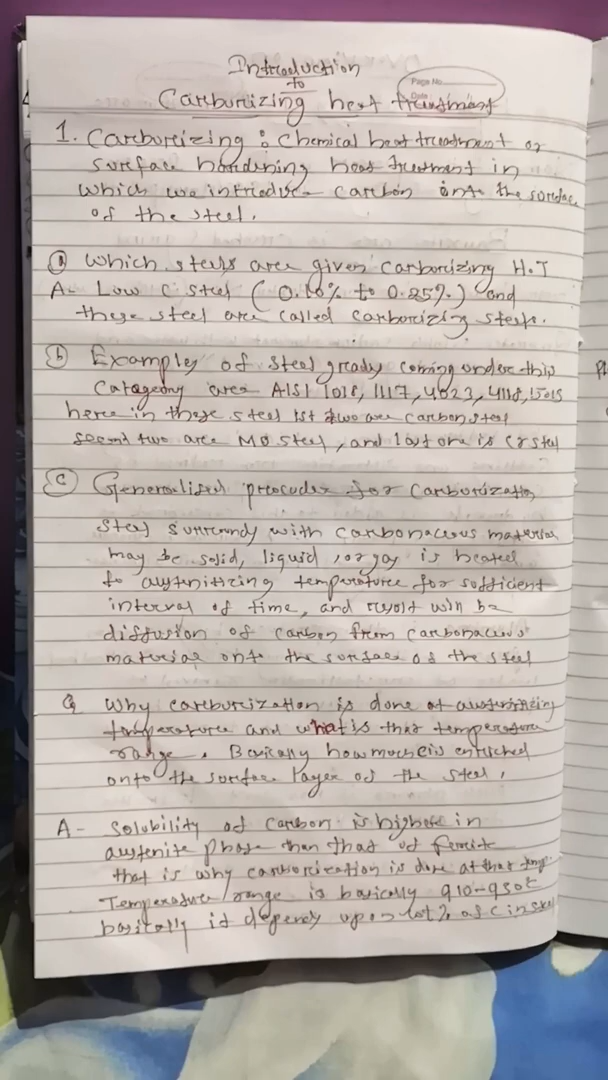 Introduction
to
Page No.
Date
Carburizing heat treatment
1. Carburizing : Chemical heat treatment or
surface hardening heat treatment in
which we introduce carbon onto the surface
of the steel.
(a) Which steels are given carburizing H.T
A- Low C steel ( 0.10% to 0.25%.) and
these steel are called carburizing steels.
(b) Examples of steel grades coming under this
Catageory are AISI 1018, 1117, 4023, 4118, 5015
here in these steel 1st two are carbon steel
second two are MO steel, and last one is Cr steel
(c) Generalised procudes for carburization
Steel surrounds with carbonaceous material
may be solid, liquid, or gas is heated
to austenitizing temperature for sufficient
interval of time, and result will be
diffusion of carbon from carbonaceous
material onto the surface of the steel
Q Why carburization is done at austenitizing
temperature and what is that temperature
range. Basically how much c is enriched
onto the surface layer of the steel.
A- Solubility of carbon is highest in
austenite phase than that of ferrite
that is why carburization is done at that temp.
Temperature range is basically 910-950°C
basically it depends upon wt% of C in steel